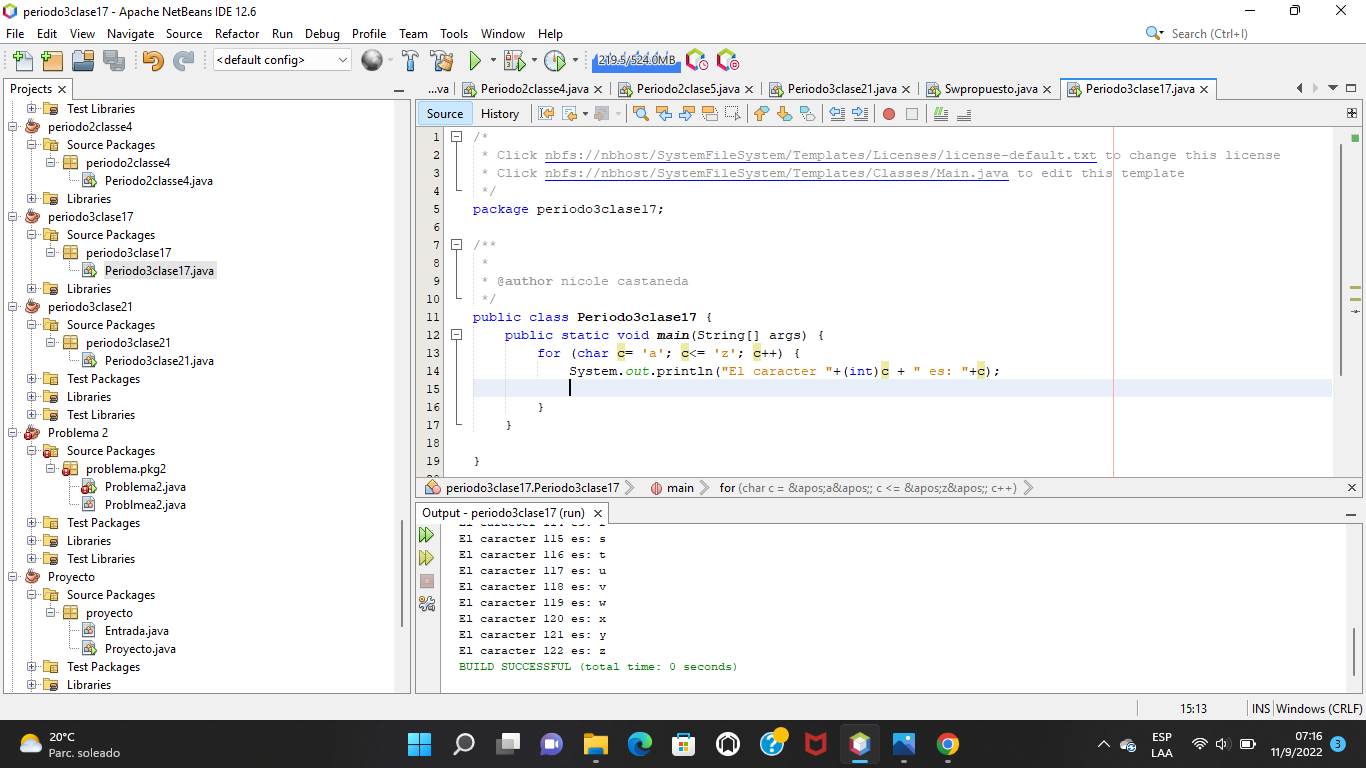 periodo3clase17 - Apache NetBeans IDE 12.6
File Edit View Navigate Source Refactor Run Debug Profile Team Tools Window Help
Search (Ctrl+I)
<default config>
219.5/524.0MB
Projects
...va Periodo2classe4.java Periodo2clase5.java Periodo3clase21.java Swpropuesto.java Periodo3clase17.java
Source History
Test Libraries
periodo2classe4
Source Packages
periodo2classe4
Periodo2classe4.java
Libraries
periodo3clase17
Source Packages
periodo3clase17
Periodo3clase17.java
Libraries
periodo3clase21
Source Packages
periodo3clase21
Periodo3clase21.java
Test Packages
Libraries
Test Libraries
Problema 2
Source Packages
problema.pkg2
Problema2.java
Problmea2.java
Test Packages
Libraries
Test Libraries
Proyecto
Source Packages
proyecto
Entrada.java
Proyecto.java
Test Packages
Libraries
1 /*
2 * Click nbfs://nbhost/SystemFileSystem/Templates/Licenses/license-default.txt to change this license
3 * Click nbfs://nbhost/SystemFileSystem/Templates/Classes/Main.java to edit this template
4 */
5 package periodo3clase17;
6
7 /**
8 *
9 * @author nicole castaneda
10 */
11 public class Periodo3clase17 {
12 public static void main(String[] args) {
13 for (char c= 'a'; c<= 'z'; c++) {
14 System.out.println("El caracter "+(int)c + " es: "+c);
15
16 }
17 }
18
19 }
periodo3clase17.Periodo3clase17 main for (char c = &apos;a&apos;; c <= &apos;z&apos;; c++)
Output - periodo3clase17 (run)
El caracter 115 es: s
El caracter 116 es: t
El caracter 117 es: u
El caracter 118 es: v
El caracter 119 es: w
El caracter 120 es: x
El caracter 121 es: y
El caracter 122 es: z
BUILD SUCCESSFUL (total time: 0 seconds)
15:13 INS Windows (CRLF)
20°C
Parc. soleado
ESP
LAA
07:16
11/9/2022
3